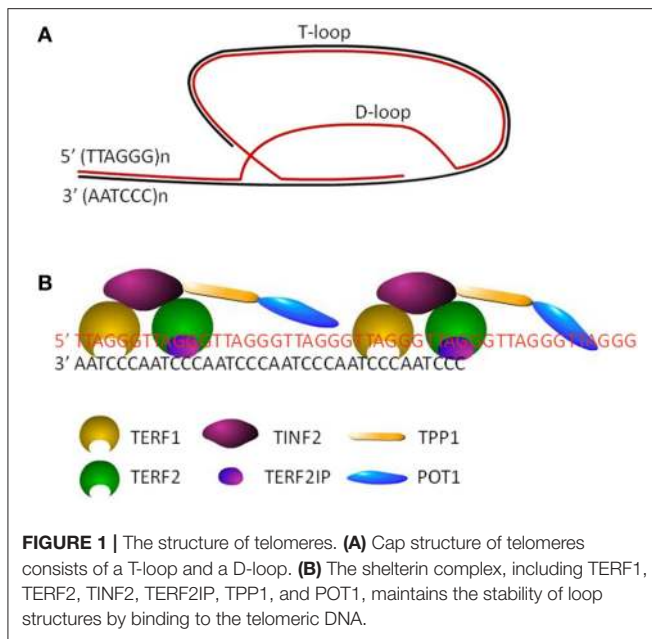 A
T-loop
D-loop
5' (TTAGGG)n
3' (AATCCC)n
B
5' TTAGGGTTAGGGTTAGGGTTAGGGTTAGGGTTAGGGTTAGGGTTAGGG
3' AATCCCAATCCCAATCCCAATCCCAATCCCAATCCC
TERF1 TINF2 TPP1
TERF2 TERF2IP POT1
FIGURE 1 | The structure of telomeres. (A) Cap structure of telomeres
consists of a T-loop and a D-loop. (B) The shelterin complex, including TERF1,
TERF2, TINF2, TERF2IP, TPP1, and POT1, maintains the stability of loop
structures by binding to the telomeric DNA.